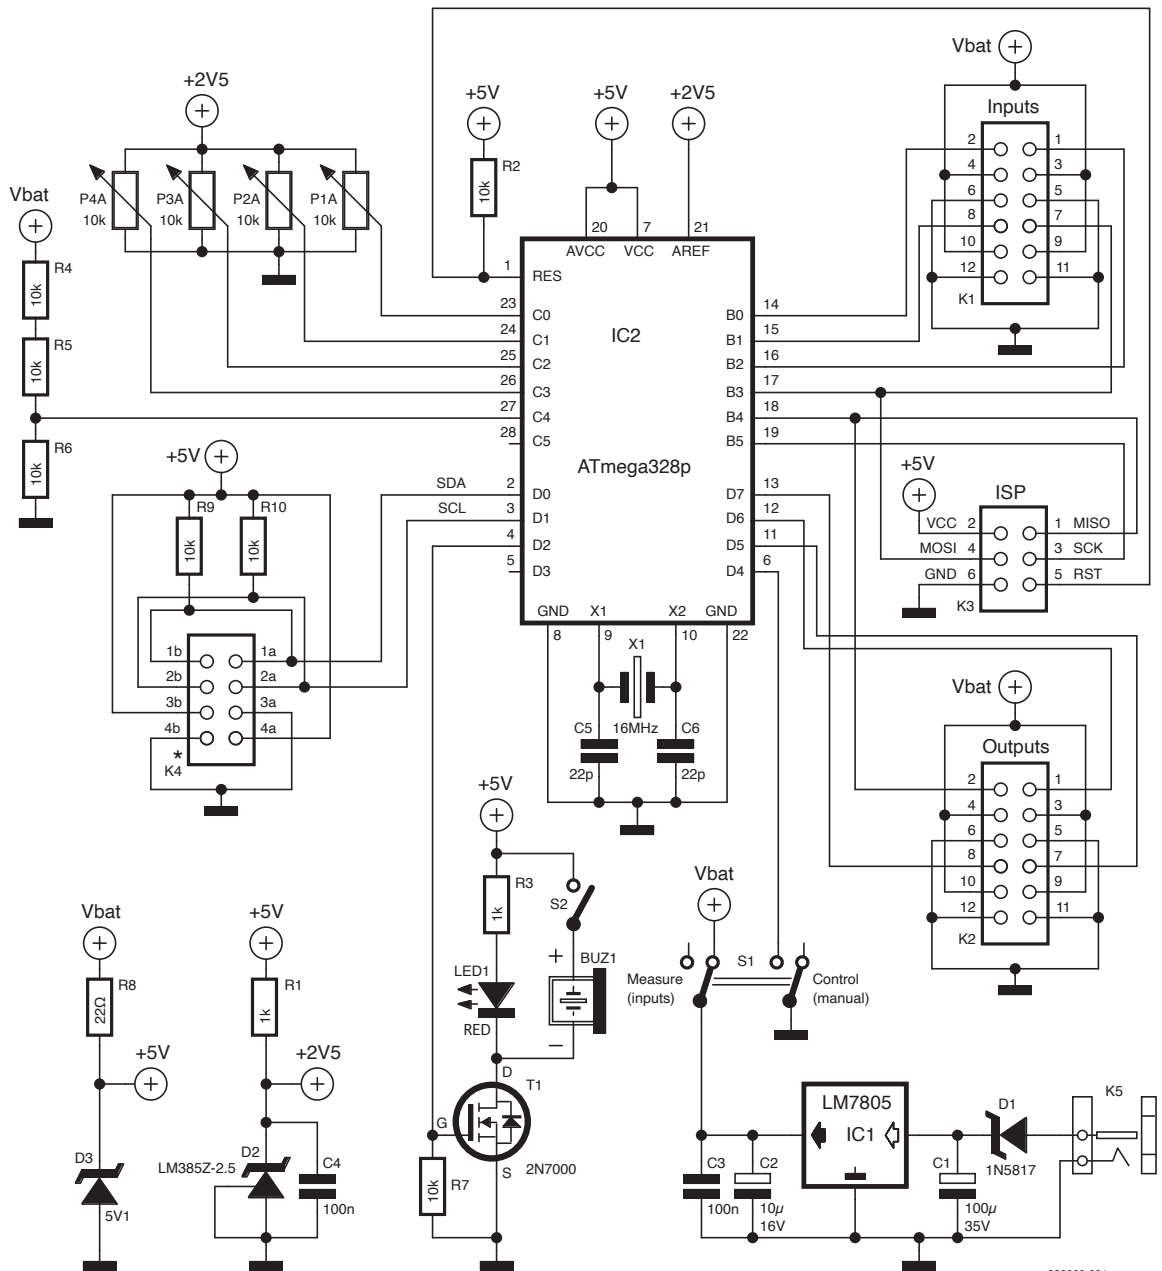 Vbat
Inputs
2
1
4
3
6
5
8
7
10
9
12
11
K1
+2V5
P4A
10k
P3A
10k
P2A
10k
P1A
10k
+5V
R2
10k
+5V
+2V5
Vbat
R4
10k
R5
10k
R6
10k
20
7
21
AVCC
VCC
AREF
1
RES
23
C0
24
C1
25
C2
26
C3
27
C4
28
C5
SDA
2
D0
SCL
3
D1
4
D2
5
D3
IC2
ATmega328p
B0
14
B1
15
B2
16
B3
17
B4
18
B5
19
D7
13
D6
12
D5
11
D4
6
GND
X1
X2
GND
8
9
10
22
X1
16MHz
C5
22p
C6
22p
+5V
R9
10k
R10
10k
1b
1a
2b
2a
3b
3a
4b
4a
*
K4
+5V
ISP
VCC 2
1 MISO
MOSI 4
3 SCK
GND 6
5 RST
K3
Vbat
Outputs
2
1
4
3
6
5
8
7
10
9
12
11
K2
+5V
R3
1k
S2
LED1
RED
+
BUZ1
–
D
T1
G
S
2N7000
R7
10k
Vbat
R8
22Ω
+5V
D3
5V1
+5V
R1
1k
+2V5
D2
LM385Z-2.5
C4
100n
Vbat
S1
Measure
(inputs)
Control
(manual)
C3
100n
C2
10µ
16V
LM7805
IC1
C1
100µ
35V
D1
1N5817
K5